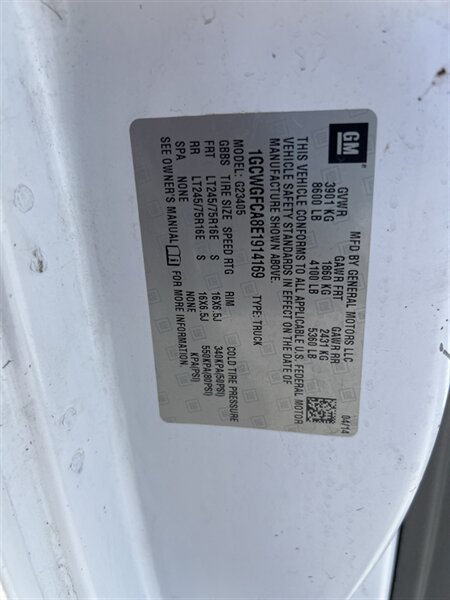 GM
MFD BY GENERAL MOTORS LLC
04/14
GVWR GAWR FRT GAWR RR
3901 KG 1860 KG 2431 KG
8600 LB 4100 LB 5360 LB
THIS VEHICLE CONFORMS TO ALL APPLICABLE U.S. FEDERAL MOTOR
VEHICLE SAFETY STANDARDS IN EFFECT ON THE DATE OF
MANUFACTURE SHOWN ABOVE.
1GCWGFCA8E1914169 TYPE: TRUCK
MODEL: G23405
GBBS TIRE SIZE SPEED RTG RIM COLD TIRE PRESSURE
FRT LT245/75R16E S 16X6.5J 340KPA(50PSI)
RR LT245/75R16E S 16X6.5J 550KPA(80PSI)
SPA NONE NONE KPA(PSI)
SEE OWNER'S MANUAL i FOR MORE INFORMATION.